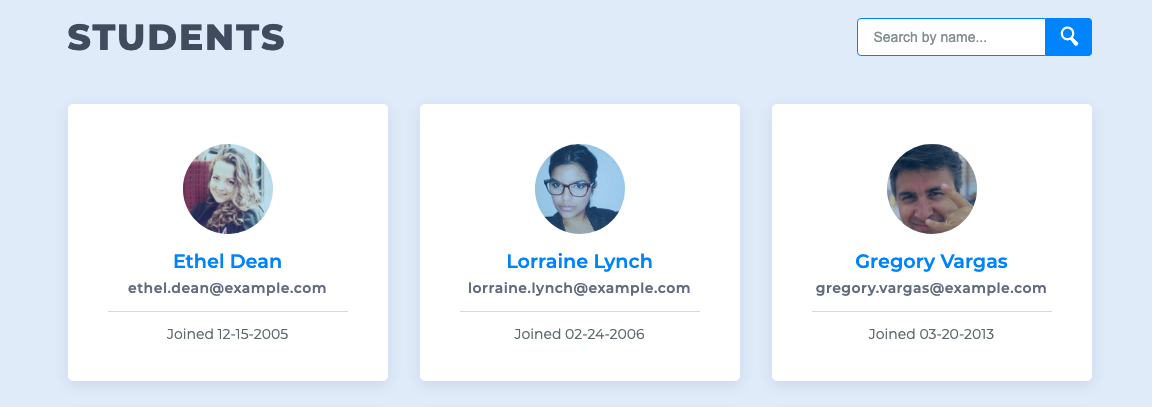 STUDENTS
Search by name...
Ethel Dean
ethel.dean@example.com
Joined 12-15-2005
Lorraine Lynch
lorraine.lynch@example.com
Joined 02-24-2006
Gregory Vargas
gregory.vargas@example.com
Joined 03-20-2013